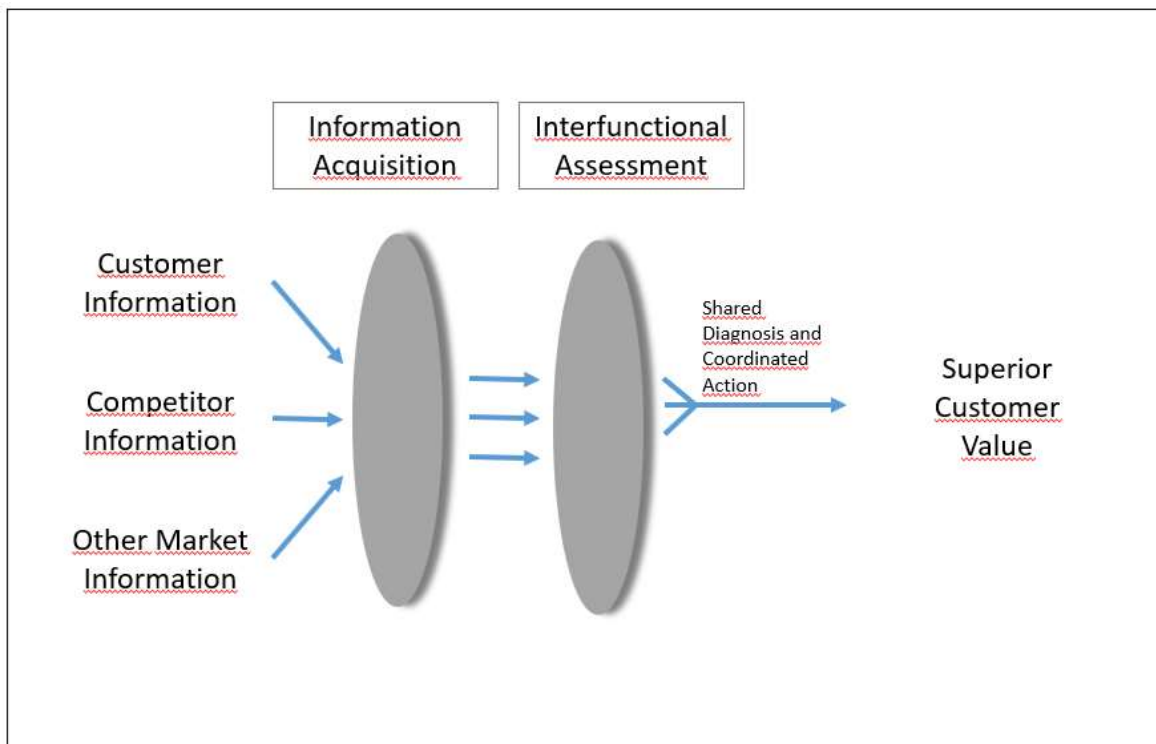 Information
Acquisition
Interfunctional
Assessment
Customer
Information
Competitor
Information
Other Market
Information
Shared
Diagnosis and
Coordinated
Action
Superior
Customer
Value